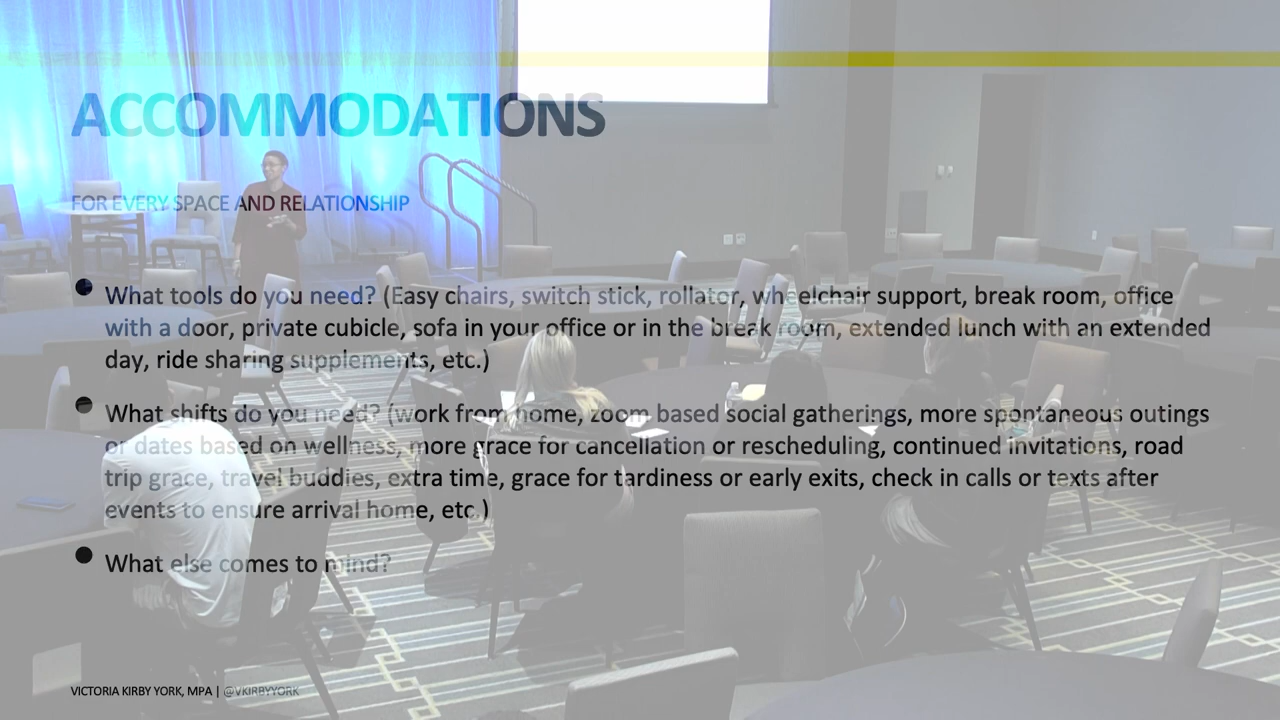 ACCOMMODATIONS
FOR EVERY SPACE AND RELATIONSHIP
What tools do you need? (Easy chairs, switch stick, rollator, wheelchair support, break room, office
with a door, private cubicle, sofa in your office or in the break room, extended lunch with an extended
day, ride sharing supplements, etc.)
What shifts do you need? (work from home, zoom based social gatherings, more spontaneous outings
or dates based on wellness, more grace for cancellation or rescheduling, continued invitations, road
trip grace, travel buddies, extra time, grace for tardiness or early exits, check in calls or texts after
events to ensure arrival home, etc.)
What else comes to mind?
VICTORIA KIRBY YORK, MPA | @VKIRBYYORK